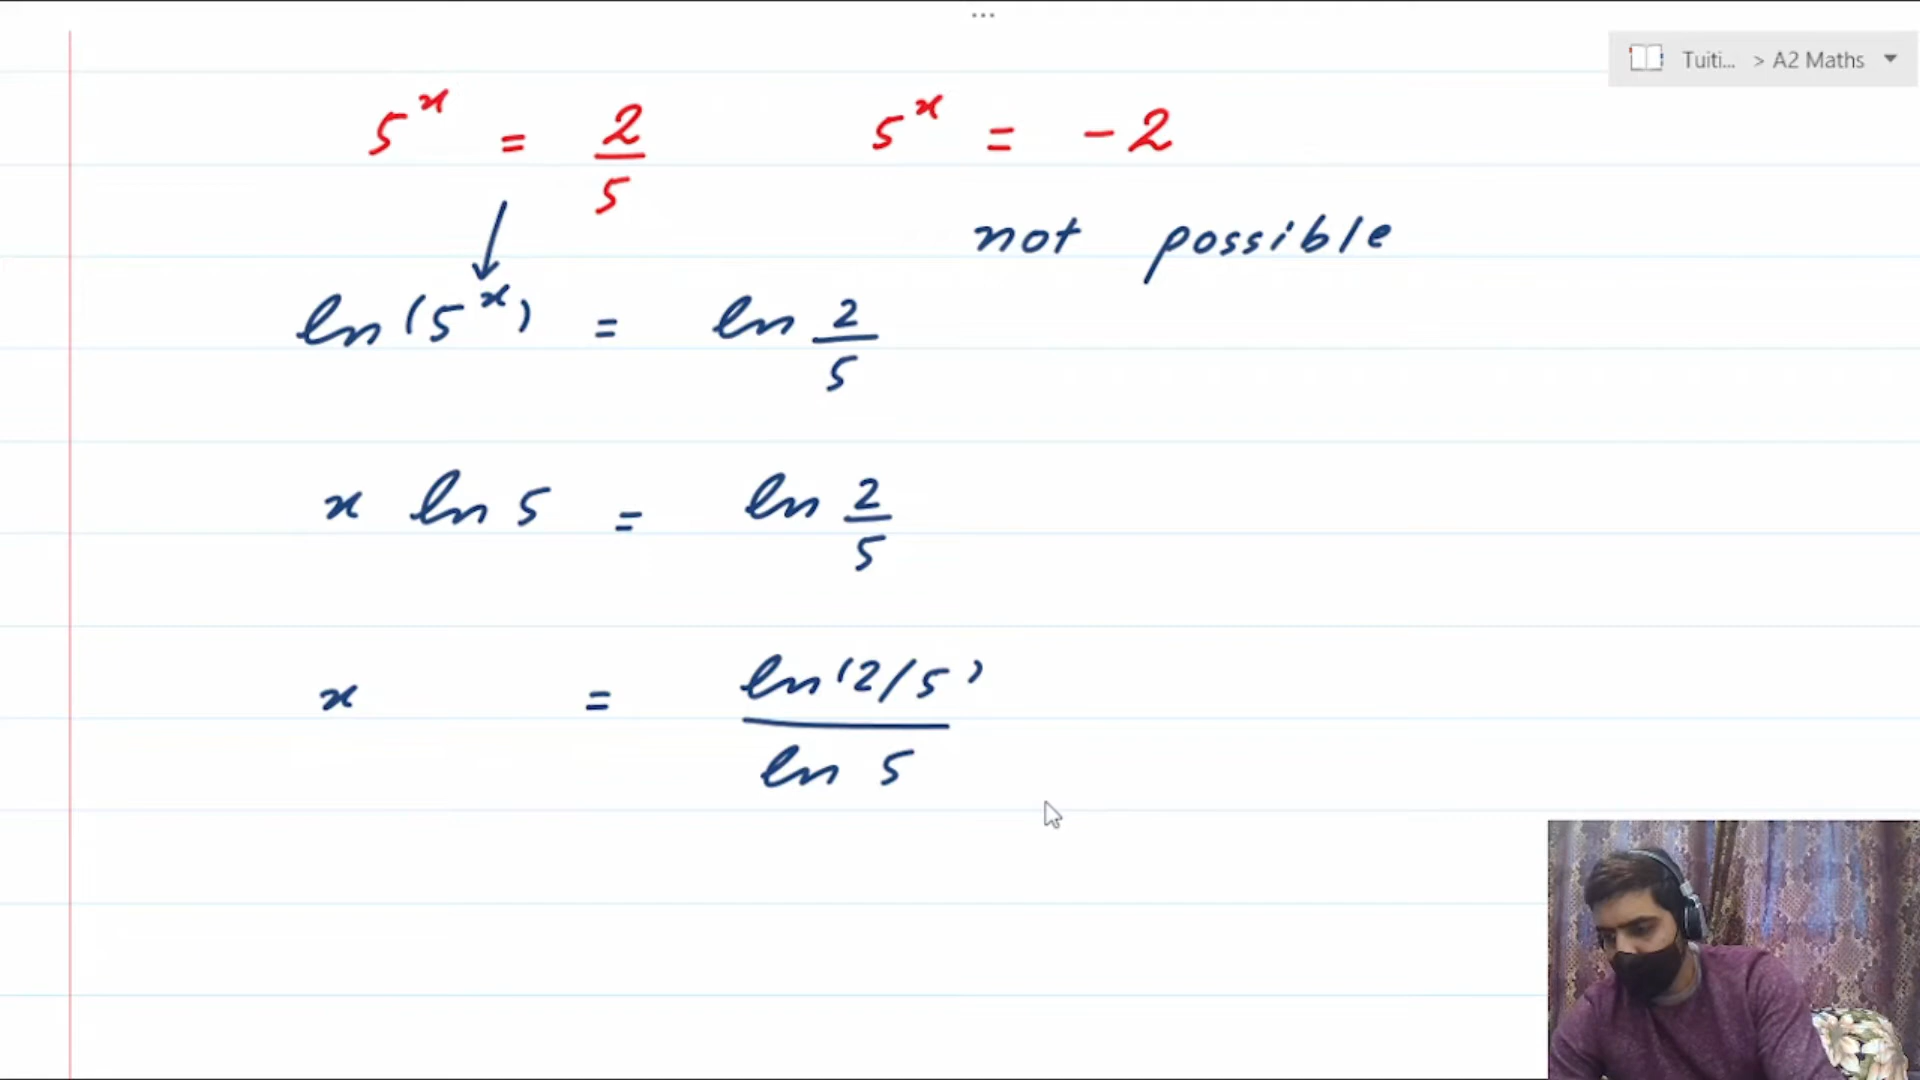 ...
Tuiti... > A2 Maths
5^x = 2/5    5^x = -2
not possible
ln(5^x) = ln 2/5
x ln 5 = ln 2/5
x = ln(2/5) / ln 5